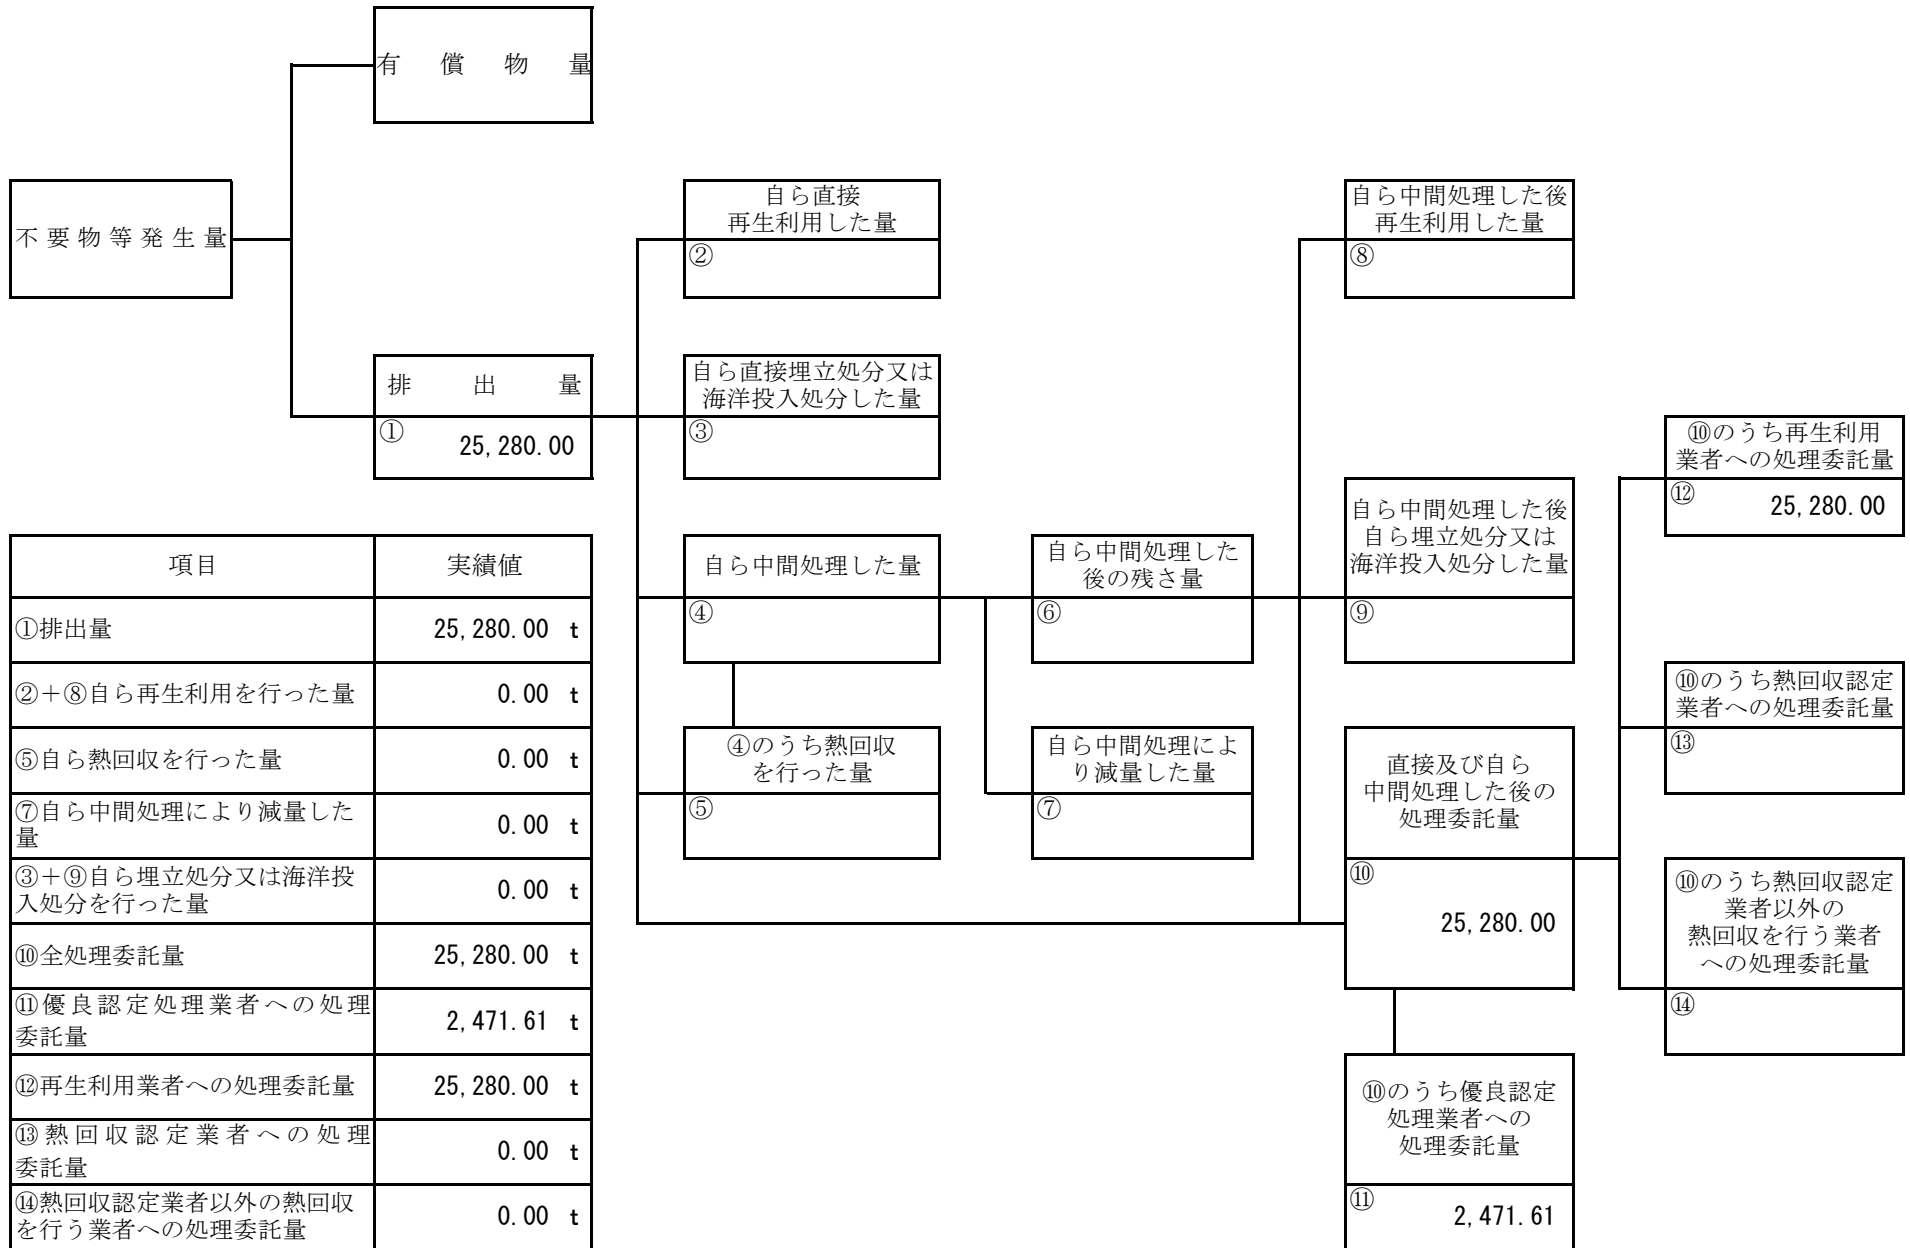 有償物量
不要物等発生量
自ら直接
再生利用した量
②
自ら中間処理した後
再生利用した量
⑧
排出量
① 25,280.00
自ら直接埋立処分又は
海洋投入処分した量
③
⑩のうち再生利用
業者への処理委託量
⑫ 25,280.00
自ら中間処理した量
④
自ら中間処理した
後の残さ量
⑥
自ら中間処理した後
自ら埋立処分又は
海洋投入処分した量
⑨
⑩のうち熱回収認定
業者への処理委託量
⑬
④のうち熱回収
を行った量
⑤
自ら中間処理によ
り減量した量
⑦
直接及び自ら
中間処理した後の
処理委託量
⑩
25,280.00
⑩のうち熱回収認定
業者以外の
熱回収を行う業者
への処理委託量
⑭
⑩のうち優良認定
処理業者への
処理委託量
⑪ 2,471.61
項目 実績値
①排出量 25,280.00 t
②+⑧自ら再生利用を行った量 0.00 t
⑤自ら熱回収を行った量 0.00 t
⑦自ら中間処理により減量した
量 0.00 t
③+⑨自ら埋立処分又は海洋投
入処分を行った量 0.00 t
⑩全処理委託量 25,280.00 t
⑪優良認定処理業者への処理
委託量 2,471.61 t
⑫再生利用業者への処理委託量 25,280.00 t
⑬熱回収認定業者への処理
委託量 0.00 t
⑭熱回収認定業者以外の熱回収
を行う業者への処理委託量 0.00 t